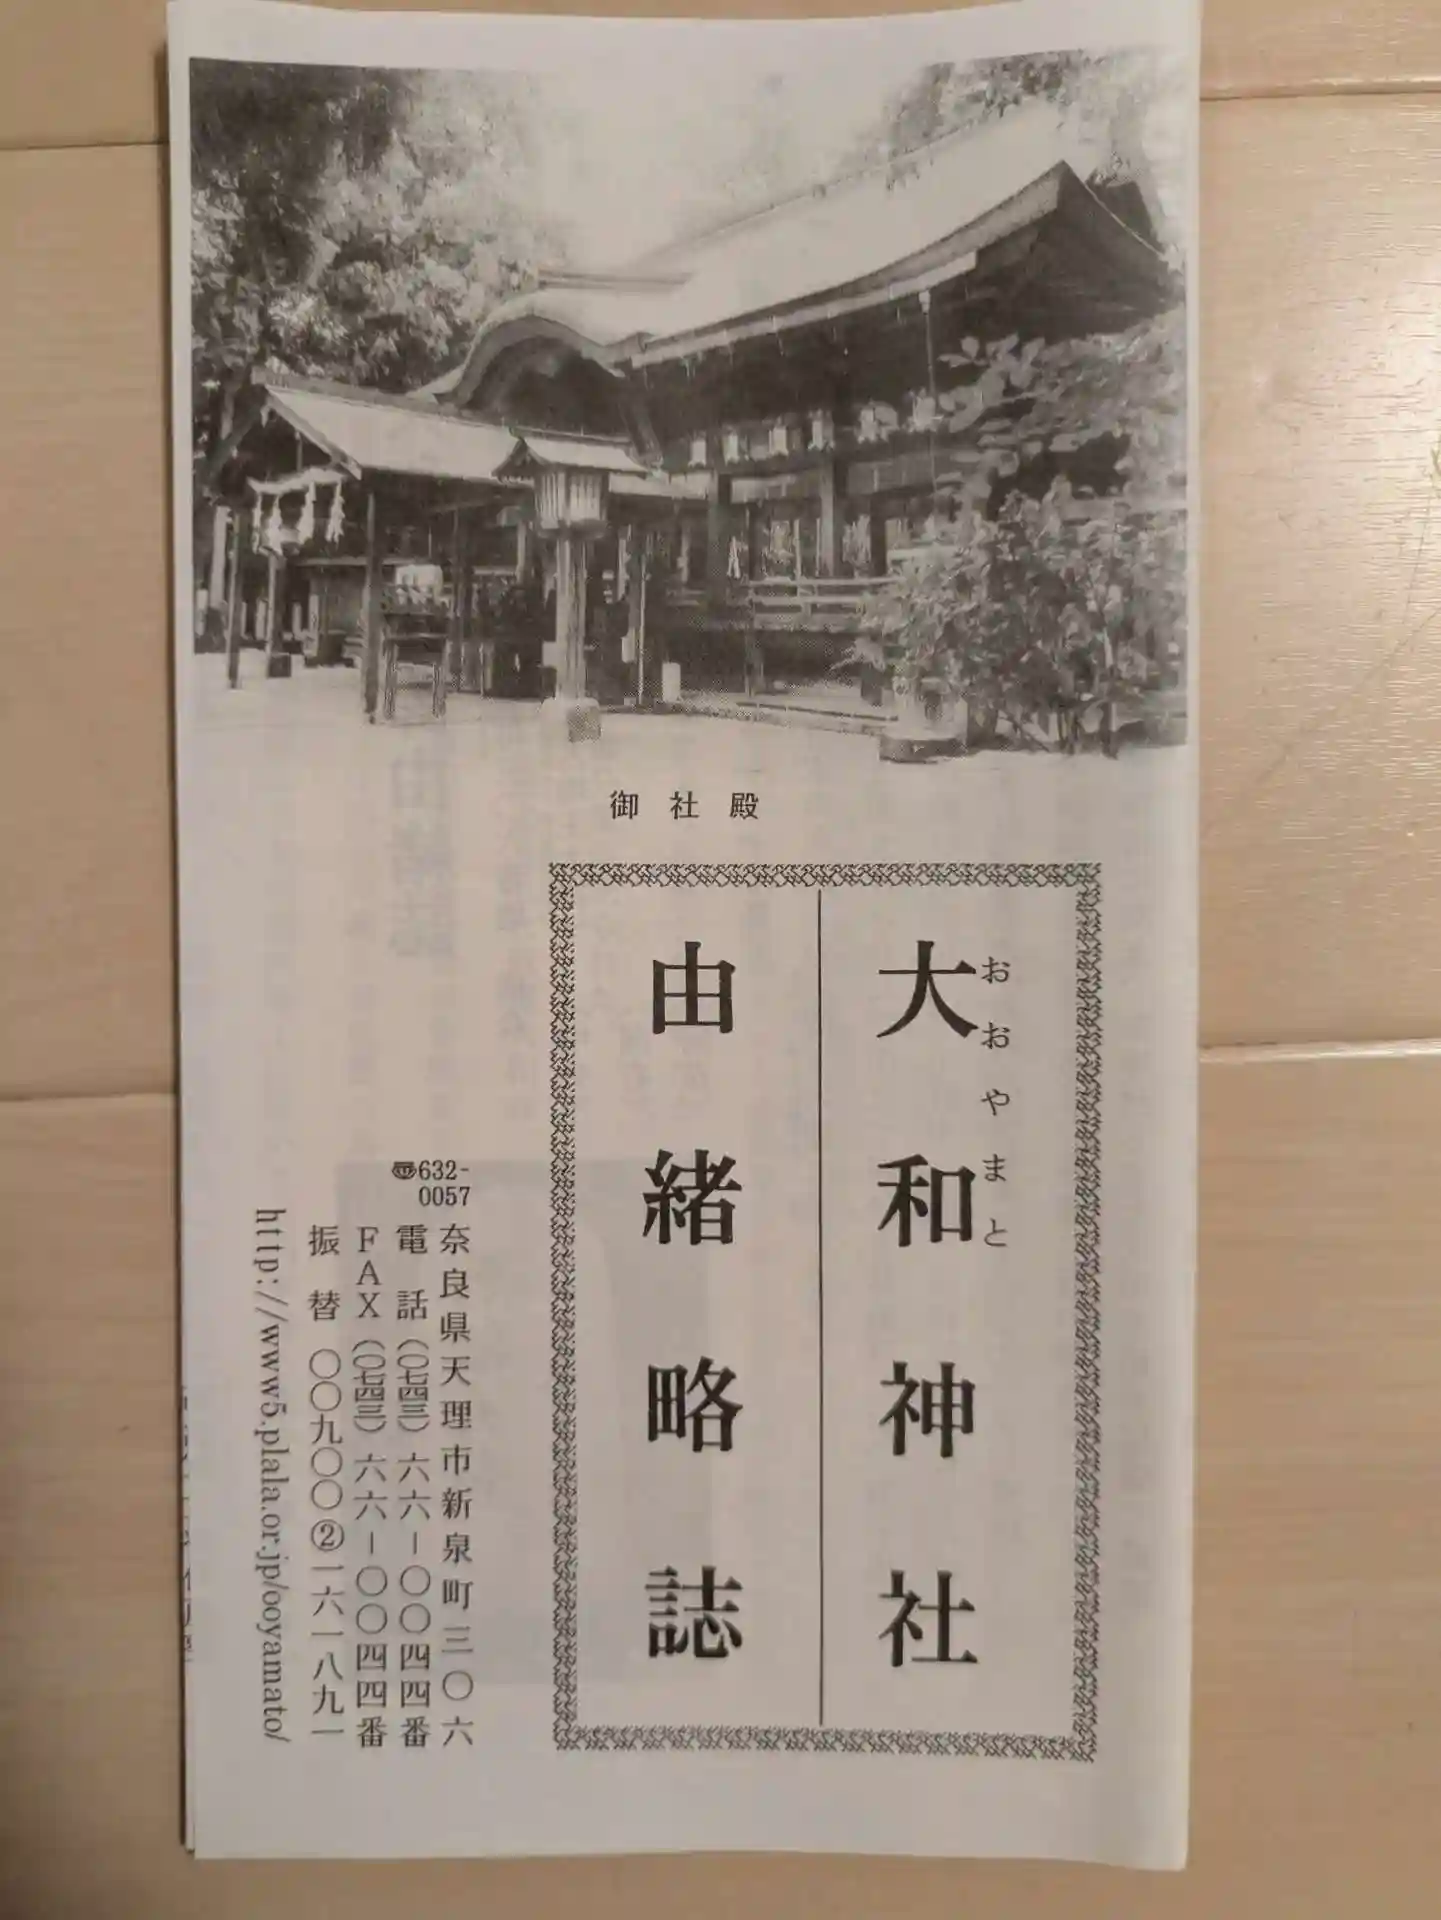 御社殿
大和神社
おおやまと
由緒略誌
〠632-
0057
奈良県天理市新泉町三〇六
電話(〇七四三)六六ー〇〇四四番
FAX(〇七四三)六六ー〇〇四四番
振替 〇〇九〇〇②一六一八九一
http://www5.plala.or.jp/ooyamato/